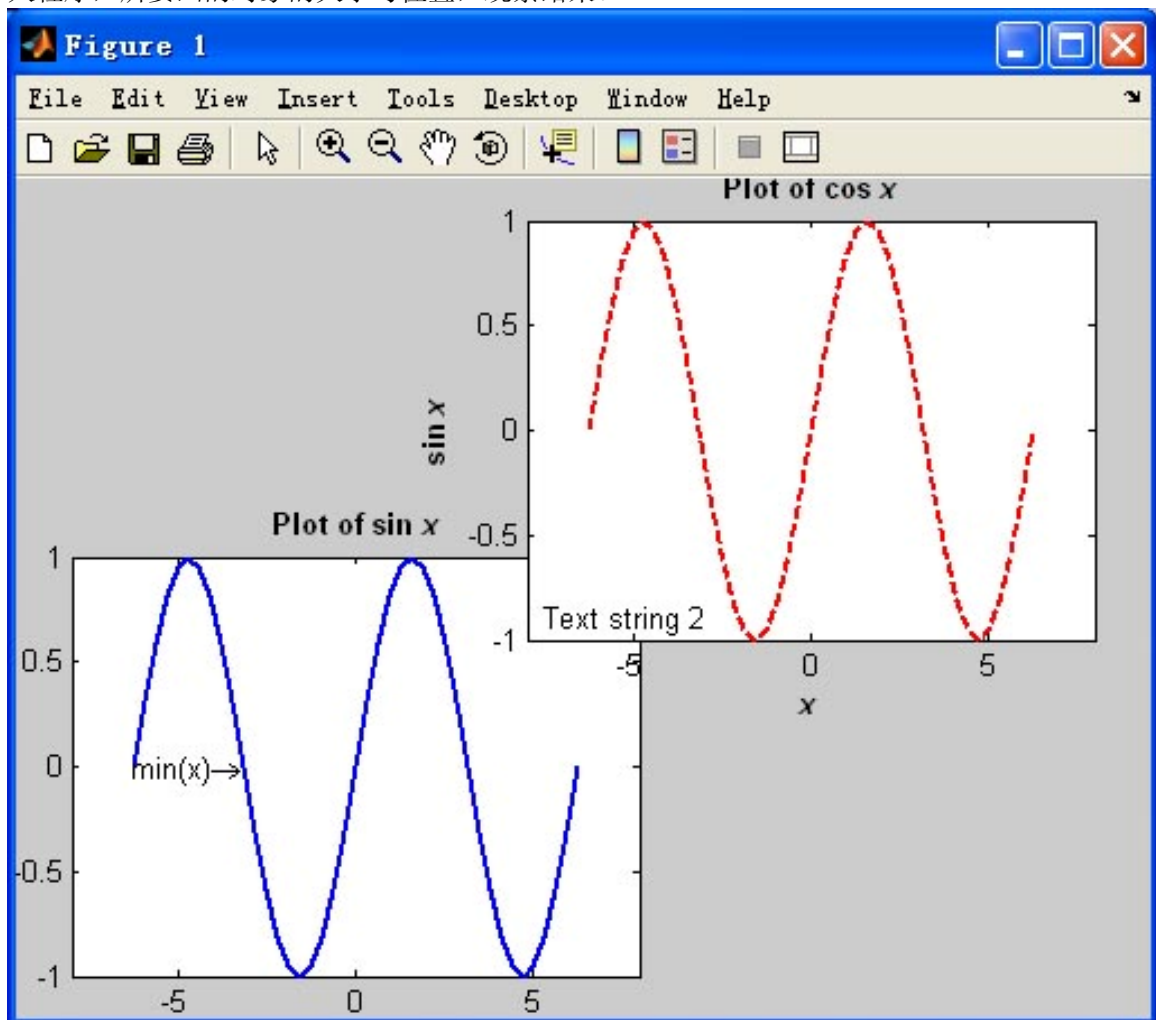 Figure 1
File Edit View Insert Tools Desktop Window Help
Plot of cos x
1
0.5
0
-0.5
-1
sin x
Text string 2
-5 0 5
x
Plot of sin x
1
0.5
0
-0.5
-1
min(x)→
-5 0 5